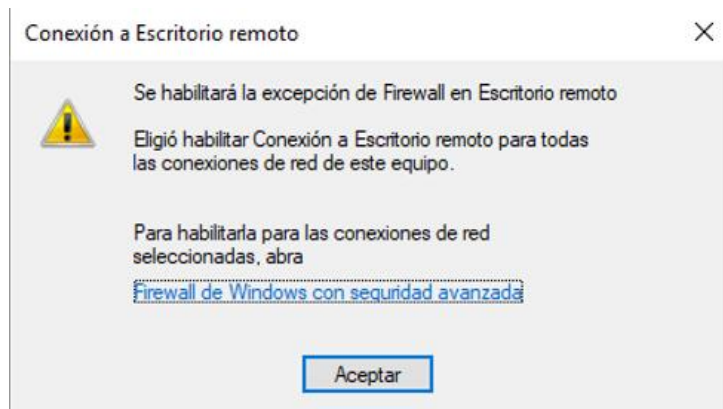 Conexión a Escritorio remoto
Se habilitará la excepción de Firewall en Escritorio remoto
Eligió habilitar Conexión a Escritorio remoto para todas
las conexiones de red de este equipo.
Para habilitarla para las conexiones de red
seleccionadas, abra
Firewall de Windows con seguridad avanzada
Aceptar